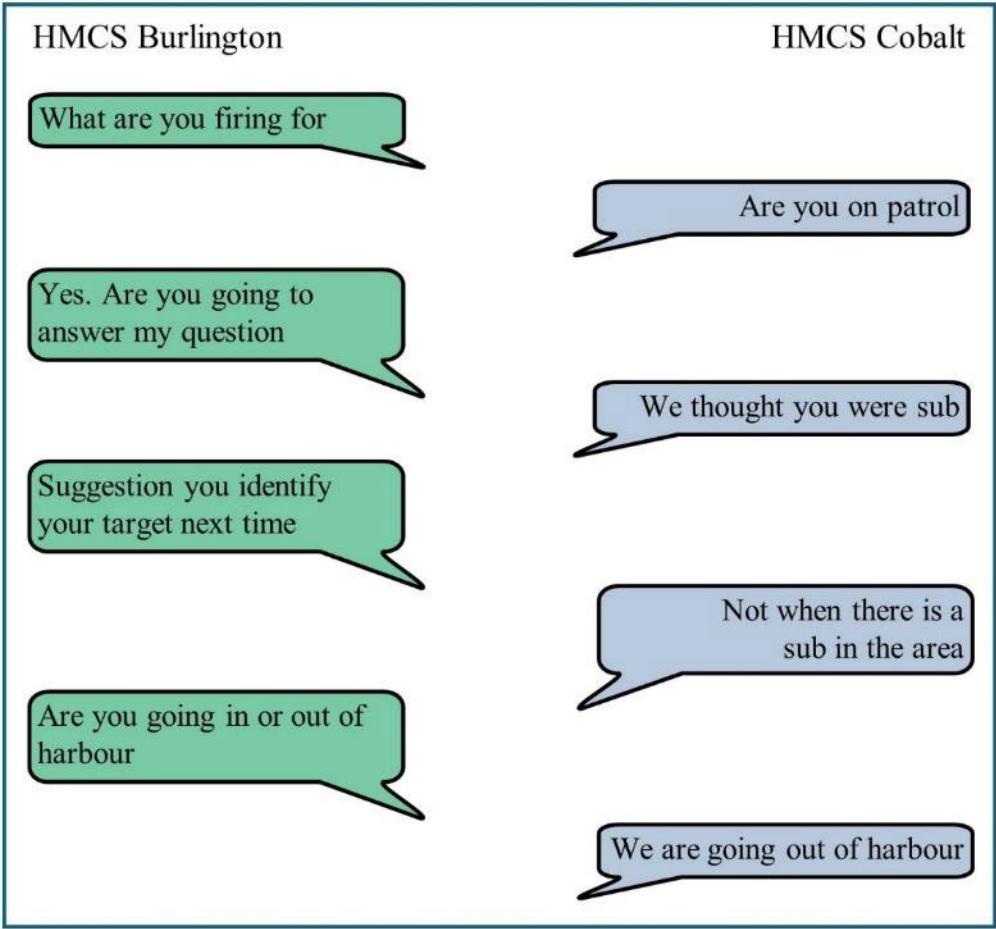 HMCS Burlington
HMCS Cobalt
What are you firing for
Are you on patrol
Yes. Are you going to
answer my question
We thought you were sub
Suggestion you identify
your target next time
Not when there is a
sub in the area
Are you going in or out of
harbour
We are going out of harbour